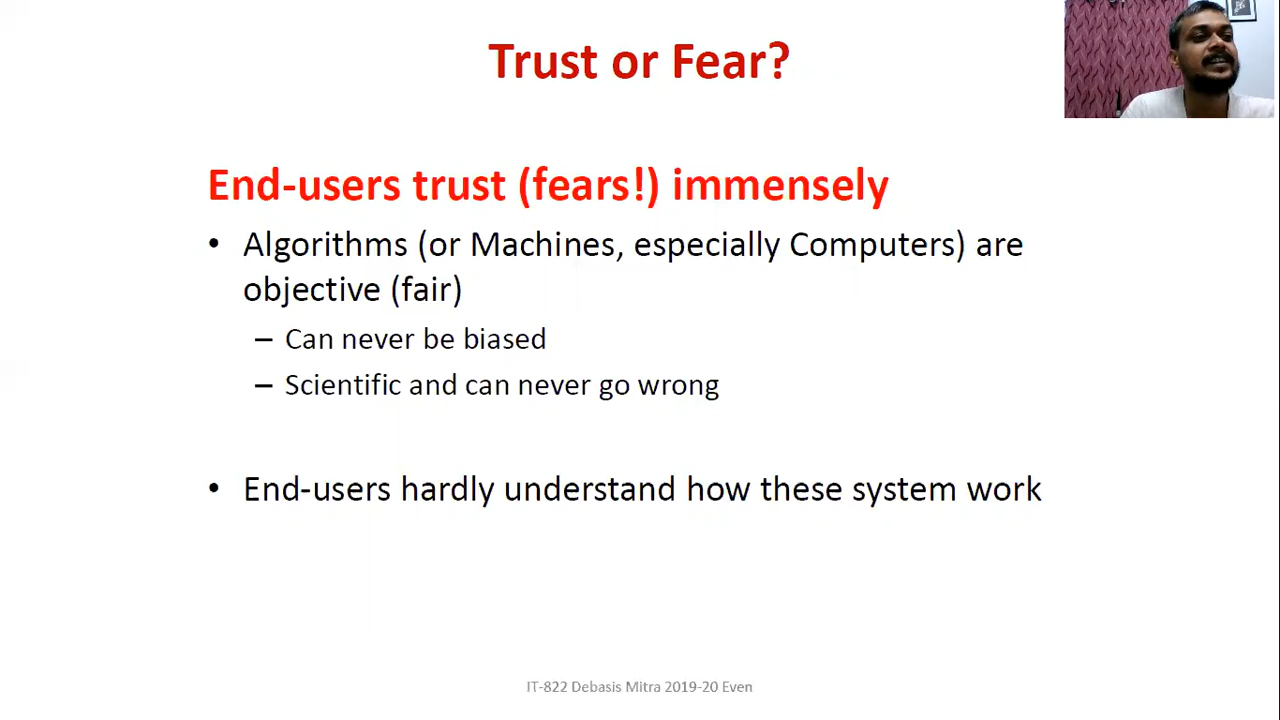 Trust or Fear?
End-users trust (fears!) immensely
• Algorithms (or Machines, especially Computers) are
objective (fair)
– Can never be biased
– Scientific and can never go wrong
• End-users hardly understand how these system work
IT-822 Debasis Mitra 2019-20 Even